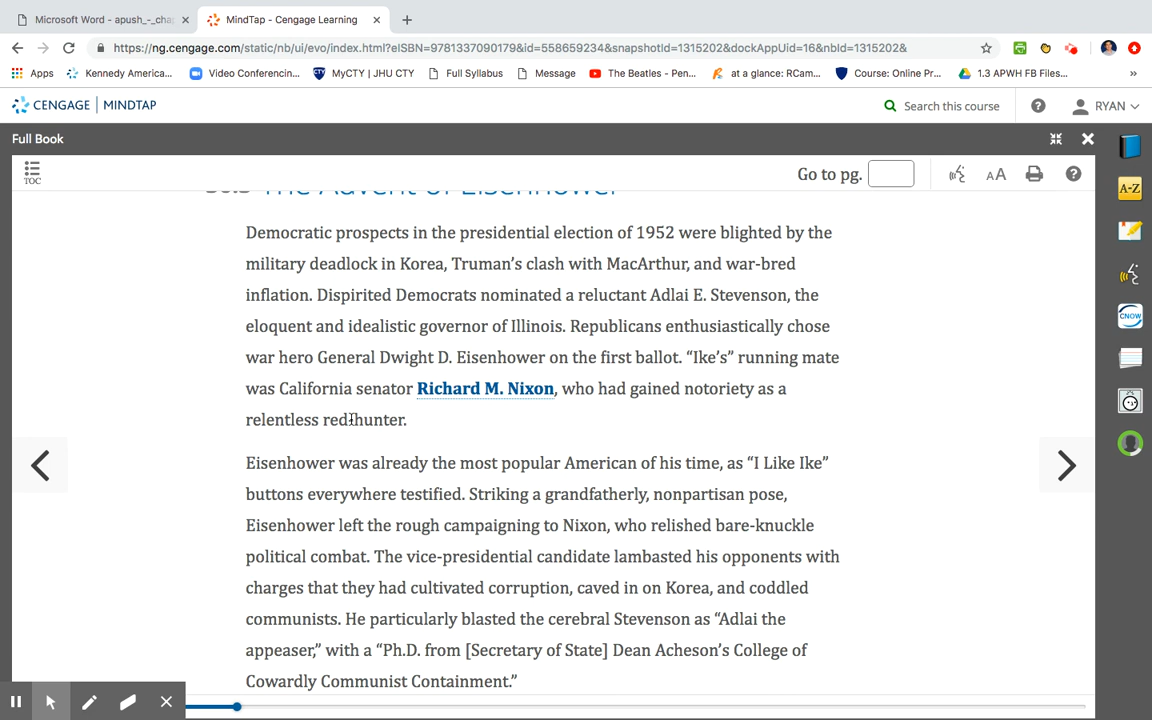 Microsoft Word - apush_-_cha
MindTap - Cengage Learning
https://ng.cengage.com/static/nb/ui/evo/index.html?eISBN=9781337090179&id=558659234&snapshotId=1315202&dockAppUid=16&nbId=1315202&
Apps Kennedy America... Video Conferencin... CTY MyCTY | JHU CTY Full Syllabus Message The Beatles - Pen... at a glance: RCam... Course: Online Pr... 1.3 APWH FB Files... »
CENGAGE | MINDTAP Search this course RYAN
Full Book
TOC Go to pg. AA
The Advent of Eisenhower
Democratic prospects in the presidential election of 1952 were blighted by the
military deadlock in Korea, Truman’s clash with MacArthur, and war-bred
inflation. Dispirited Democrats nominated a reluctant Adlai E. Stevenson, the
eloquent and idealistic governor of Illinois. Republicans enthusiastically chose
war hero General Dwight D. Eisenhower on the first ballot. “Ike’s” running mate
was California senator Richard M. Nixon, who had gained notoriety as a
relentless red-hunter.
Eisenhower was already the most popular American of his time, as “I Like Ike”
buttons everywhere testified. Striking a grandfatherly, nonpartisan pose,
Eisenhower left the rough campaigning to Nixon, who relished bare-knuckle
political combat. The vice-presidential candidate lambasted his opponents with
charges that they had cultivated corruption, caved in on Korea, and coddled
communists. He particularly blasted the cerebral Stevenson as “Adlai the
appeaser,” with a “Ph.D. from [Secretary of State] Dean Acheson’s College of
Cowardly Communist Containment.”
A-Z
CNOW